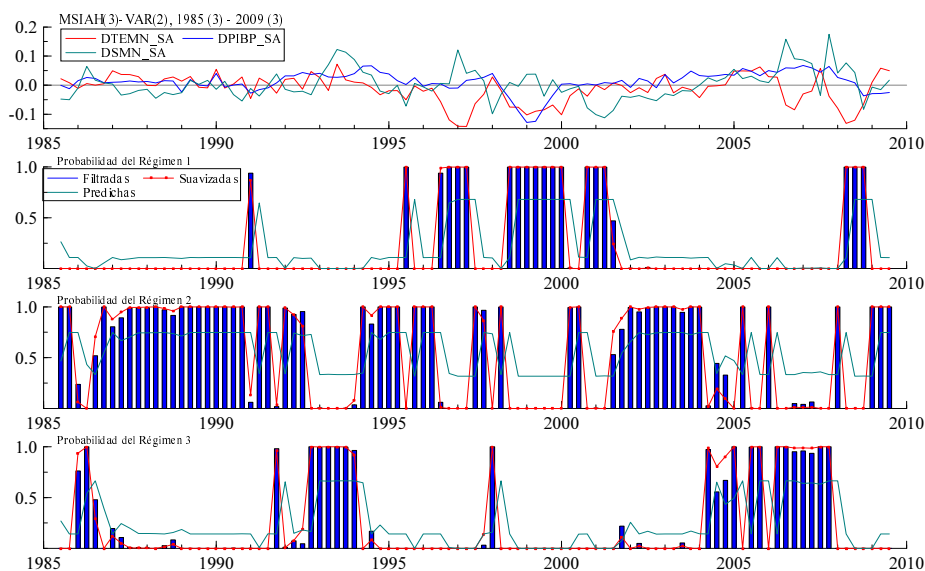 MSIAH(3)-VAR(2), 1985 (3) - 2009 (3)
0.2
DTEMN_SA DPIBP_SA
DSMN_SA
0.1
0.0
-0.1
1985 1990 1995 2000 2005 2010
Probabilidad del Régimen 1
1.0
Filtradas Suavizadas
Predichas
0.5
1985 1990 1995 2000 2005 2010
Probabilidad del Régimen 2
1.0
0.5
1985 1990 1995 2000 2005 2010
Probabilidad del Régimen 3
1.0
0.5
1985 1990 1995 2000 2005 2010